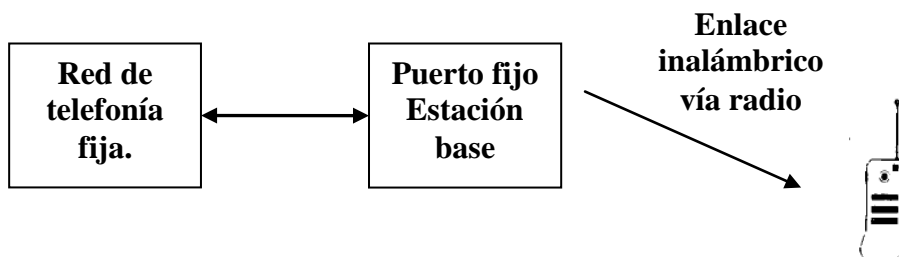 Red de
telefonía
fija.
Puerto fijo
Estación
base
Enlace
inalámbrico
vía radio